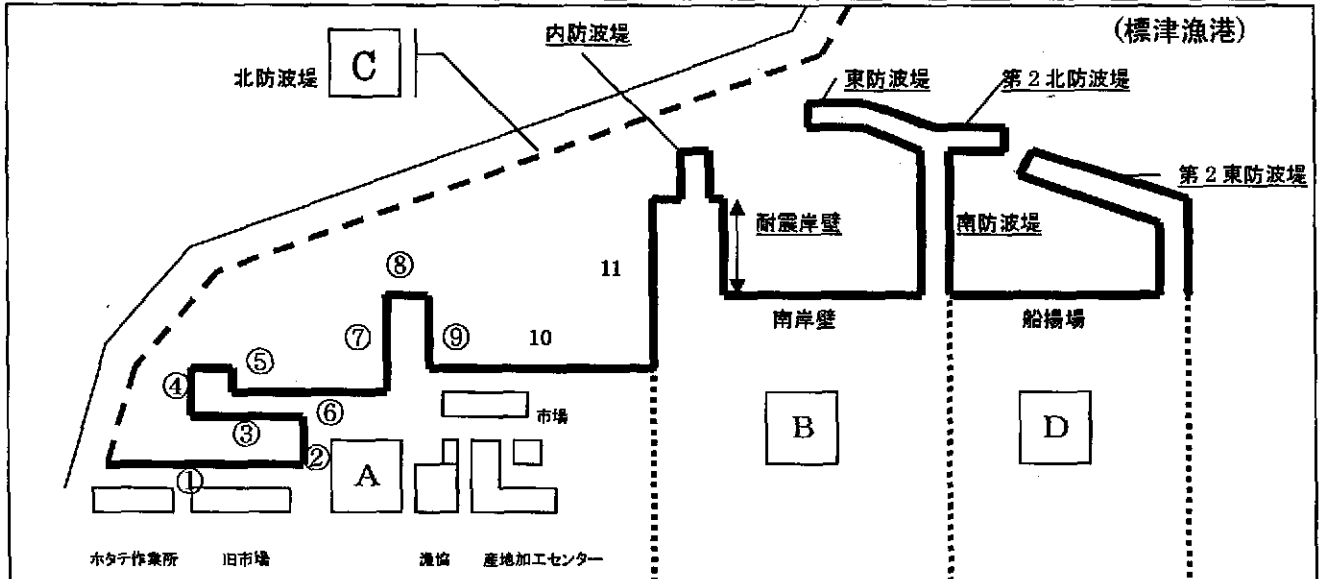 (標津漁港)
内防波堤
北防波堤
C
東防波堤
第2北防波堤
第2東防波堤
耐震岸壁
南防波堤
11
⑧
南岸壁
船揚場
⑦
⑨
10
⑤
④
⑥
市場
③
B
D
②
A
①
ホタテ作業所
旧市場
漁協
産地加工センター